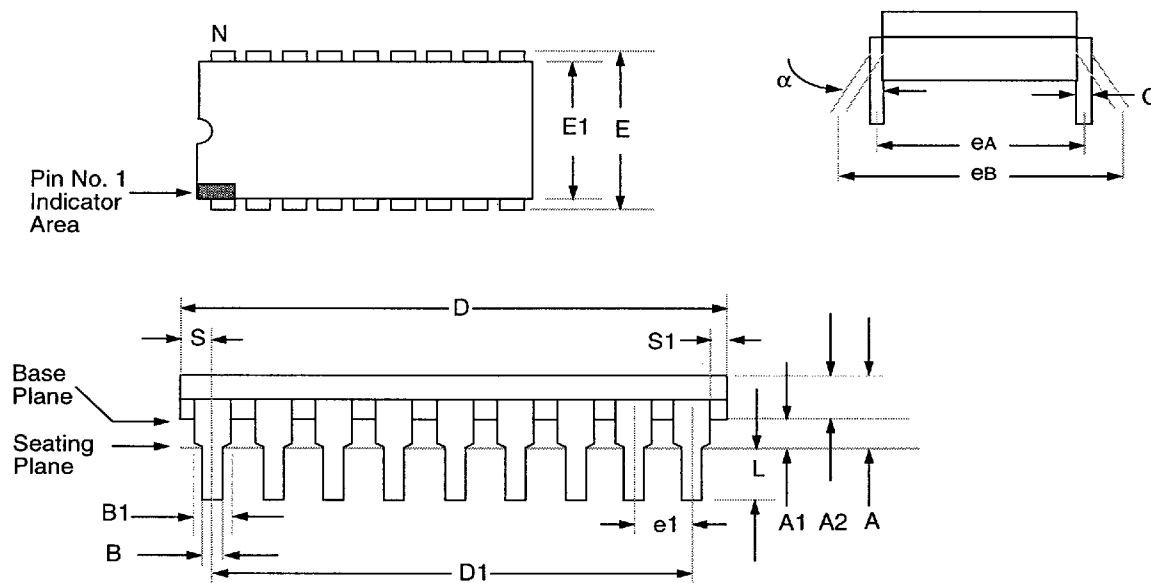 N
E1
E
Pin No. 1
Indicator
Area
α
C
eA
eB
D
S
S1
Base
Plane
Seating
Plane
L
B1
e1
A1
A2
A
B
D1